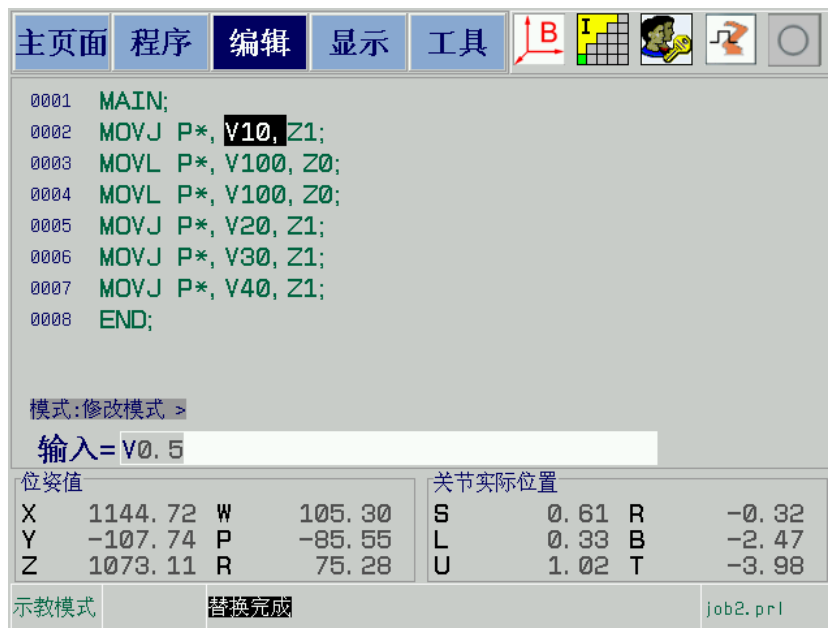 主页面 程序 编辑 显示 工具 B I
0001 MAIN;
0002 MOVJ P*, V10, Z1;
0003 MOVL P*, V100, Z0;
0004 MOVL P*, V100, Z0;
0005 MOVJ P*, V20, Z1;
0006 MOVJ P*, V30, Z1;
0007 MOVJ P*, V40, Z1;
0008 END;
模式:修改模式 >
输入= V0.5
位姿值 关节实际位置
X 1144.72 W 105.30 S 0.61 R -0.32
Y -107.74 P -85.55 L 0.33 B -2.47
Z 1073.11 R 75.28 U 1.02 T -3.98
示教模式 替换完成 job2.prl